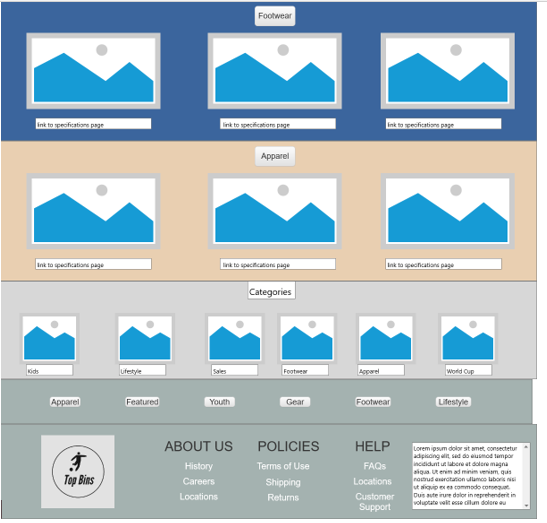 Footwear
link to specifications page
link to specifications page
link to specifications page
Apparel
link to specifications page
link to specifications page
link to specifications page
Categories
Kids
Lifestyle
Sales
Footwear
Apparel
World Cup
Apparel
Featured
Youth
Gear
Footwear
Lifestyle
Top Bins
ABOUT US
History
Careers
Locations
POLICIES
Terms of Use
Shipping
Returns
HELP
FAQs
Locations
Customer
Support
Lorem ipsum dolor sit amet, consectetur
adipiscing elit, sed do eiusmod tempor
incididunt ut labore et dolore magna
aliqua. Ut enim ad minim veniam, quis
nostrud exercitation ullamco laboris nisi
ut aliquip ex ea commodo consequat.
Duis aute irure dolor in reprehenderit in
voluptate velit esse cillum dolore eu